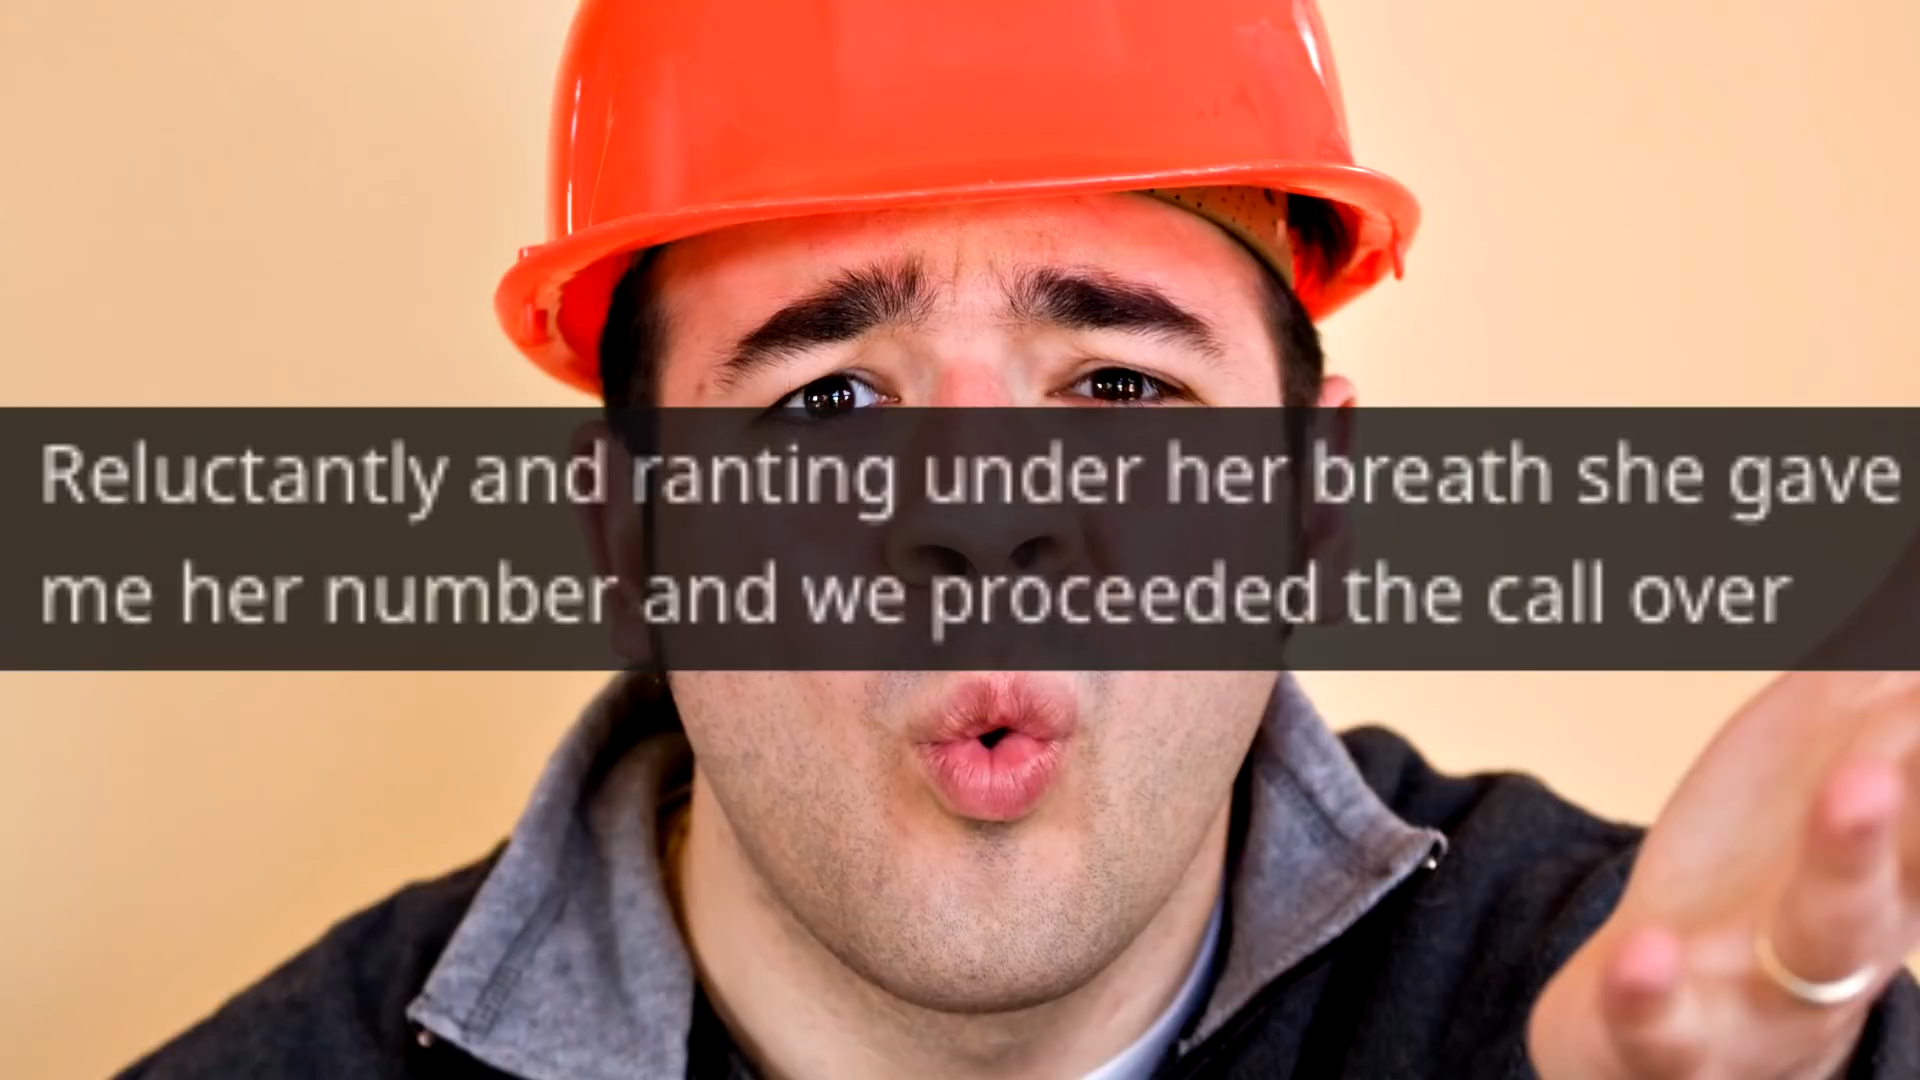 Reluctantly and ranting under her breath she gave
me her number and we proceeded the call over